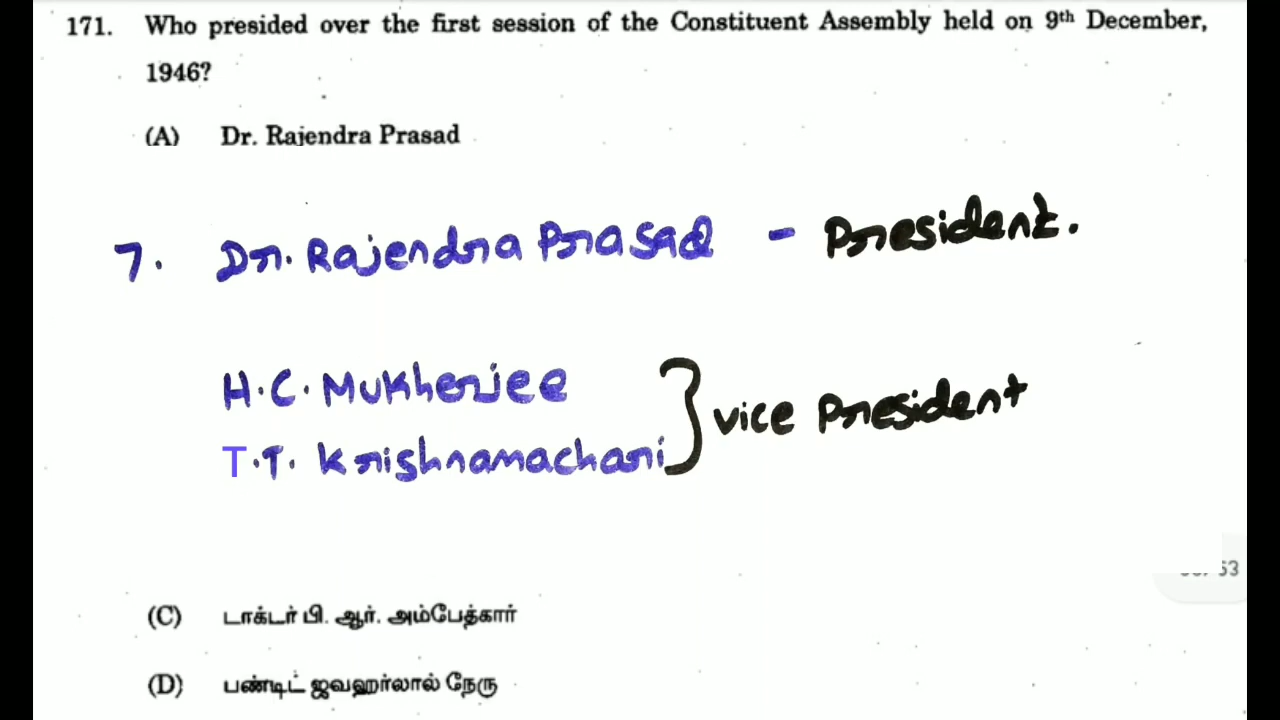 171. Who presided over the first session of the Constituent Assembly held on 9th December,
1946?
(A) Dr. Rajendra Prasad
7. Dr. Rajendra Prasad - President.
H.C. Mukherjee
T.T. Krishnamachari } Vice President
53
(C) டாக்டர் பி. ஆர். அம்பேத்கார்
(D) பண்டிட் ஜவஹர்லால் நேரு